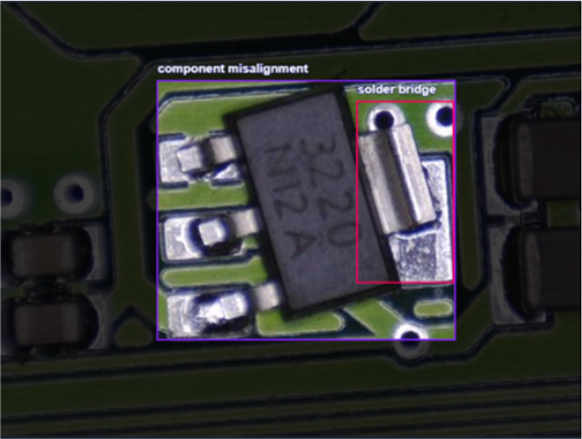 component misalignment
solder bridge
3220
N12A